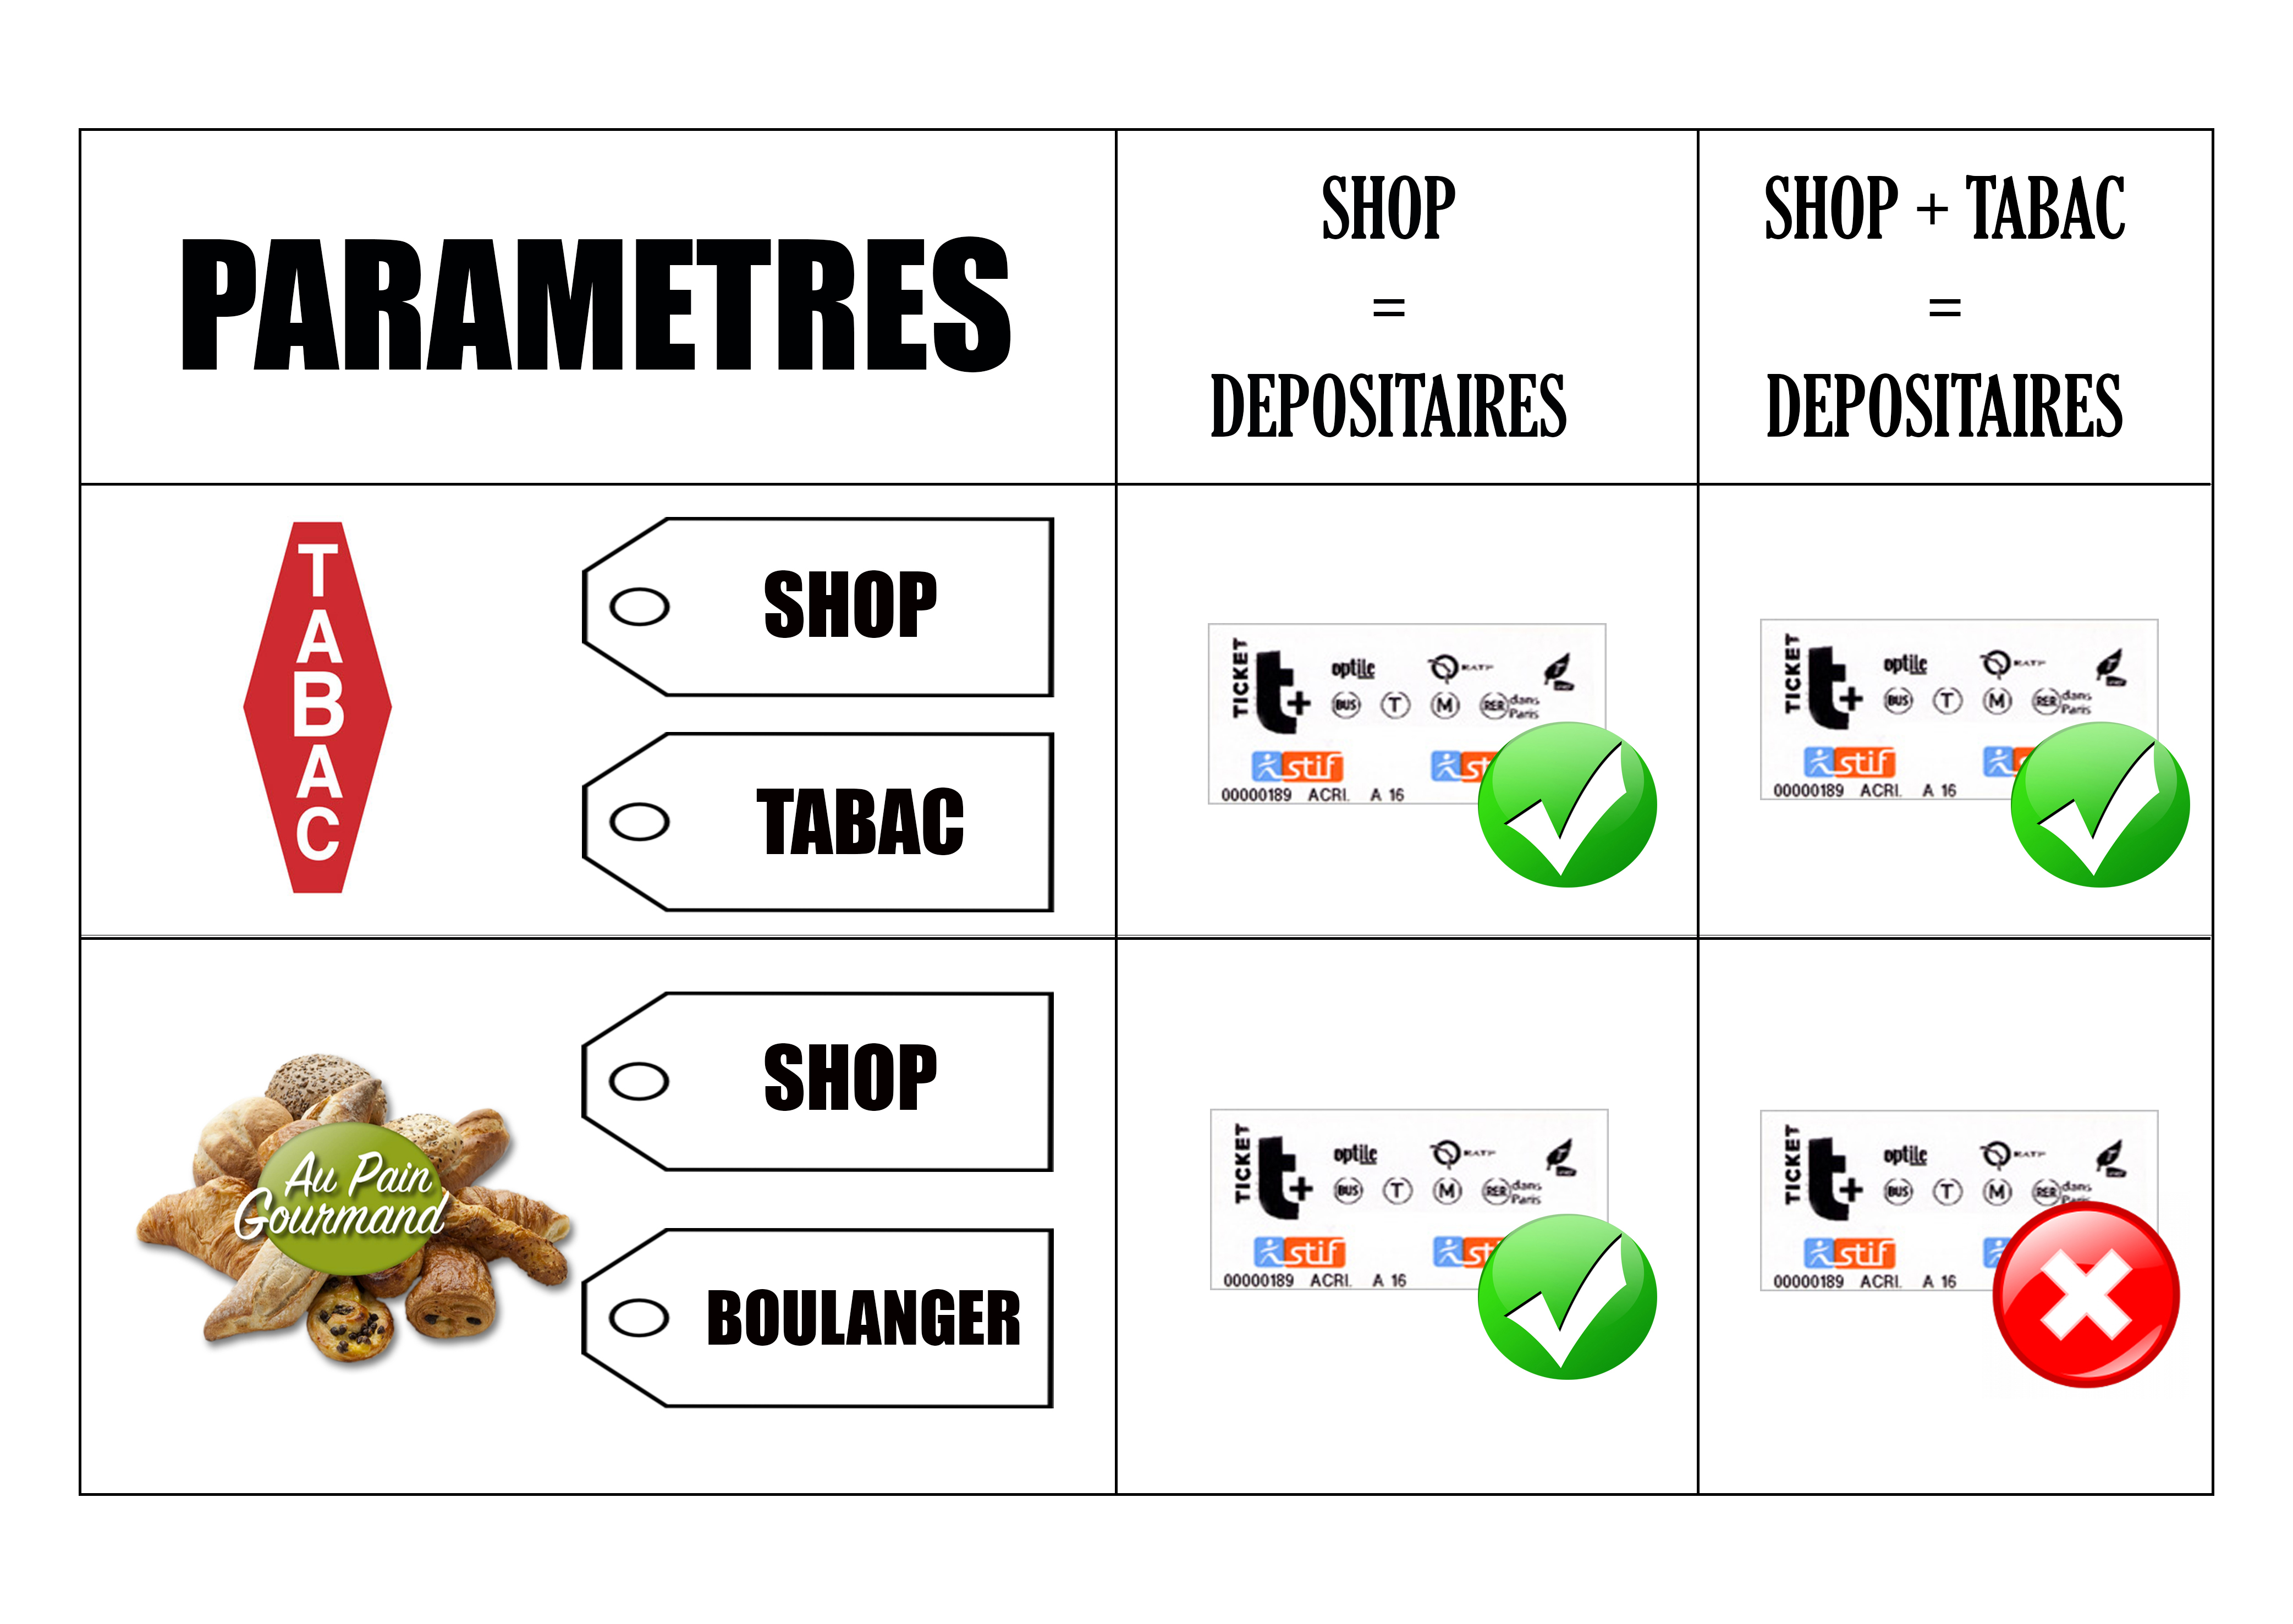 PARAMETRES
SHOP
=
DEPOSITAIRES
SHOP + TABAC
=
DEPOSITAIRES
TABAC
SHOP
TABAC
TICKET
t+
optile
RATP
BUS T M RER dans Paris
stif
00000189 ACRI. A 16
TICKET
t+
optile
RATP
BUS T M RER dans Paris
stif
00000189 ACRI. A 16
Au Pain
Gourmand
SHOP
BOULANGER
TICKET
t+
optile
RATP
BUS T M RER dans Paris
stif
00000189 ACRI. A 16
TICKET
t+
optile
RATP
BUS T M RER dans Paris
stif
00000189 ACRI. A 16